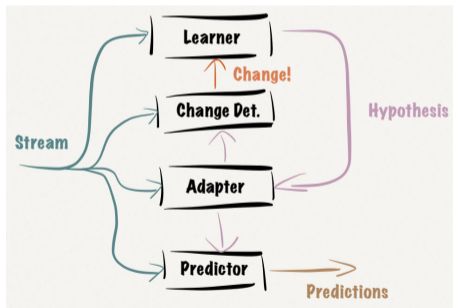 Learner
Change!
Change Det.
Hypothesis
Stream
Adapter
Predictor
Predictions